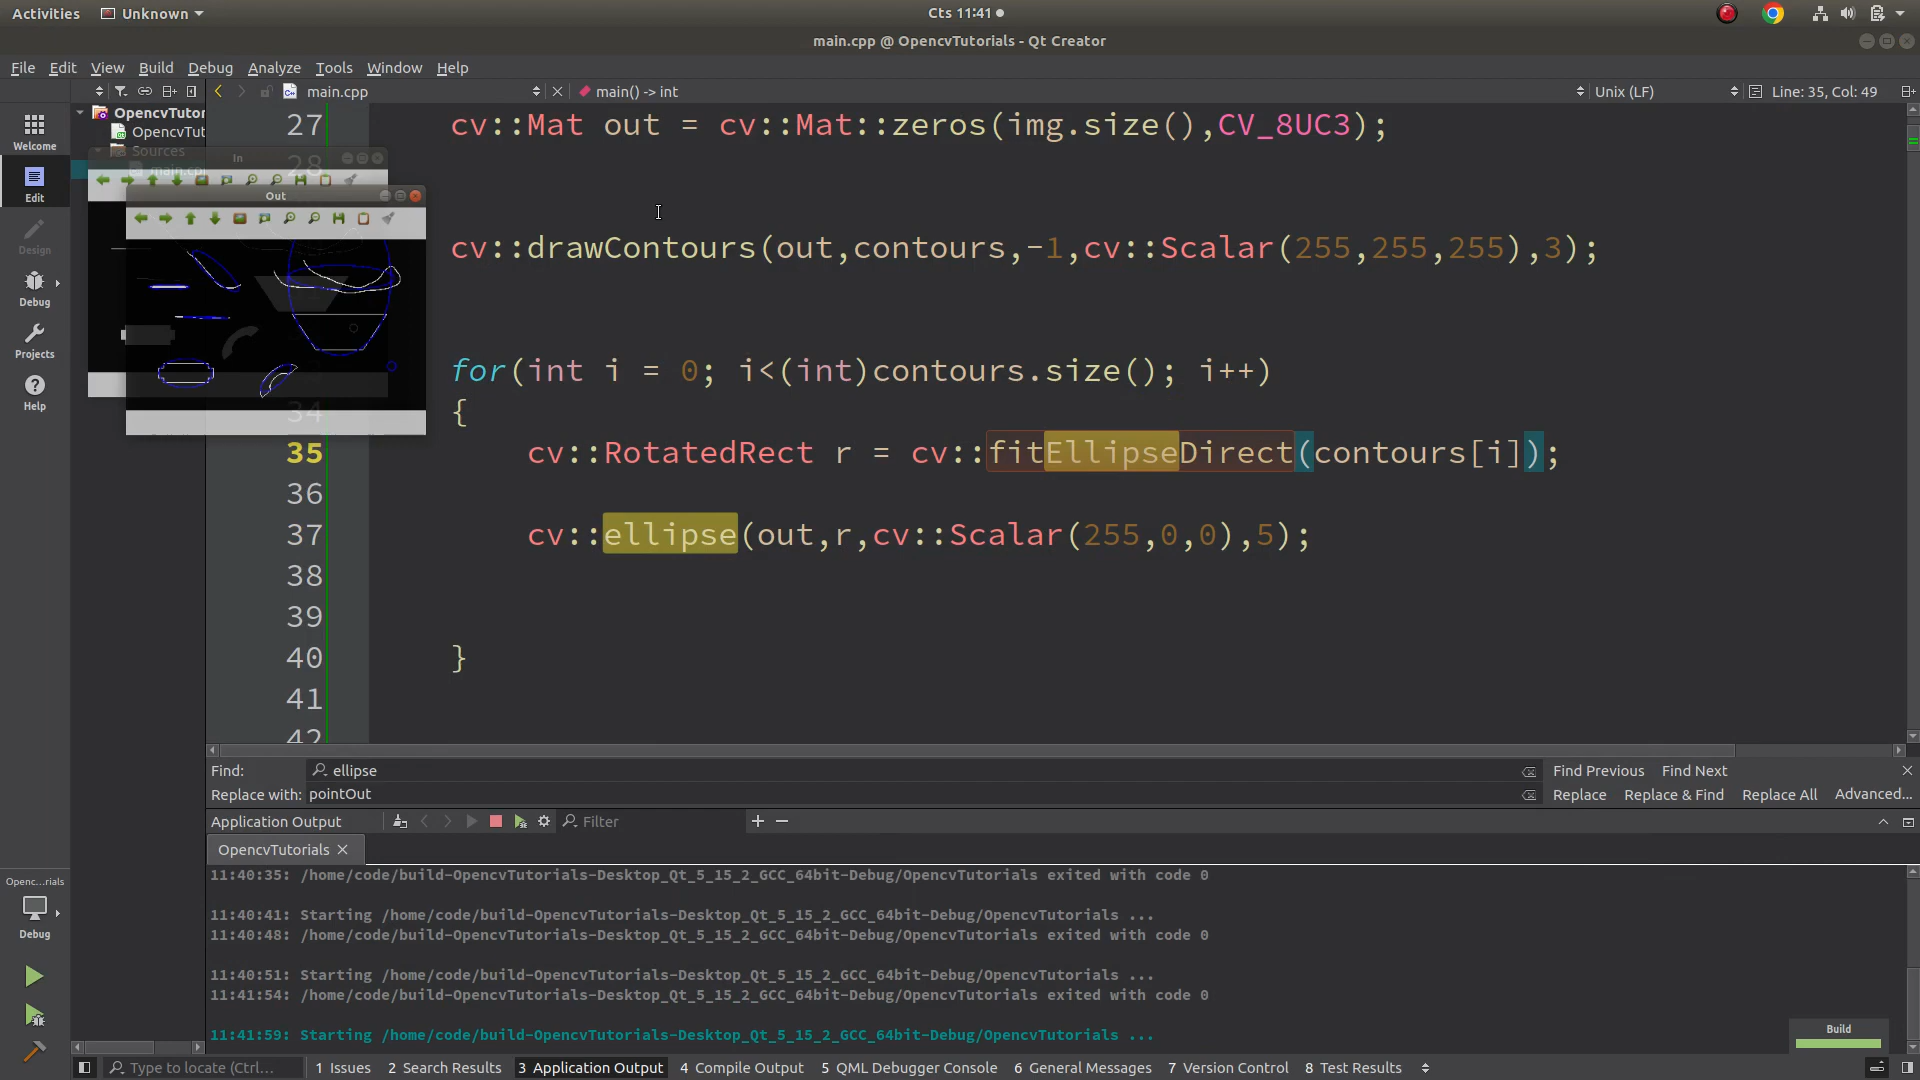 Activities
Unknown
Cts 11:41
main.cpp @ OpencvTutorials - Qt Creator
File Edit View Build Debug Analyze Tools Window Help
main.cpp
main() -> int
Unix (LF)
Line: 35, Col: 49
Welcome
Edit
Design
Debug
Projects
Help
OpencvTutor
OpencvTut
Sources
main.cpp
In
Out
27 cv::Mat out = cv::Mat::zeros(img.size(),CV_8UC3);
28
cv::drawContours(out,contours,-1,cv::Scalar(255,255,255),3);
for(int i = 0; i<(int)contours.size(); i++)
34 {
35 cv::RotatedRect r = cv::fitEllipseDirect(contours[i]);
36
37 cv::ellipse(out,r,cv::Scalar(255,0,0),5);
38
39
40 }
41
42
Find: ellipse
Find Previous Find Next
Replace with: pointOut
Replace Replace & Find Replace All Advanced...
Application Output
Filter
OpencvTutorials
11:40:35: /home/code/build-OpencvTutorials-Desktop_Qt_5_15_2_GCC_64bit-Debug/OpencvTutorials exited with code 0
11:40:41: Starting /home/code/build-OpencvTutorials-Desktop_Qt_5_15_2_GCC_64bit-Debug/OpencvTutorials ...
11:40:48: /home/code/build-OpencvTutorials-Desktop_Qt_5_15_2_GCC_64bit-Debug/OpencvTutorials exited with code 0
11:40:51: Starting /home/code/build-OpencvTutorials-Desktop_Qt_5_15_2_GCC_64bit-Debug/OpencvTutorials ...
11:41:54: /home/code/build-OpencvTutorials-Desktop_Qt_5_15_2_GCC_64bit-Debug/OpencvTutorials exited with code 0
11:41:59: Starting /home/code/build-OpencvTutorials-Desktop_Qt_5_15_2_GCC_64bit-Debug/OpencvTutorials ...
Openc...rials
Debug
Build
Type to locate (Ctrl...
1 Issues 2 Search Results 3 Application Output 4 Compile Output 5 QML Debugger Console 6 General Messages 7 Version Control 8 Test Results